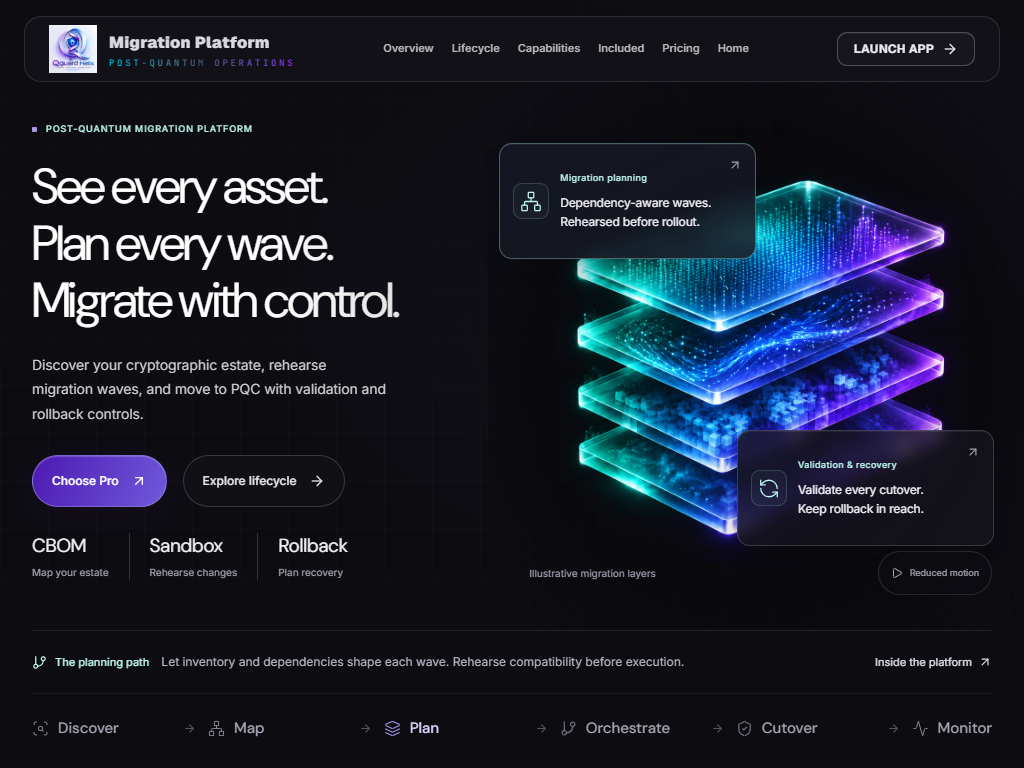 Qguard Helix
Migration Platform
POST-QUANTUM OPERATIONS
Overview
Lifecycle
Capabilities
Included
Pricing
Home
LAUNCH APP
POST-QUANTUM MIGRATION PLATFORM
See every asset.
Plan every wave.
Migrate with control.
Discover your cryptographic estate, rehearse
migration waves, and move to PQC with validation and
rollback controls.
Choose Pro
Explore lifecycle
CBOM
Map your estate
Sandbox
Rehearse changes
Rollback
Plan recovery
Migration planning
Dependency-aware waves.
Rehearsed before rollout.
Validation & recovery
Validate every cutover.
Keep rollback in reach.
Illustrative migration layers
Reduced motion
The planning path
Let inventory and dependencies shape each wave. Rehearse compatibility before execution.
Inside the platform
Discover
Map
Plan
Orchestrate
Cutover
Monitor